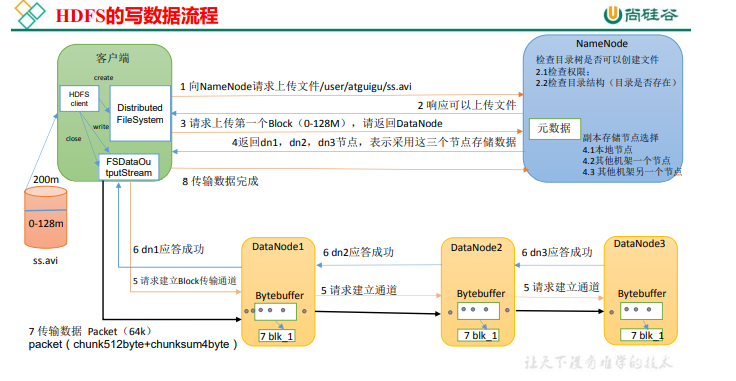 HDFS的写数据流程
尚硅谷
客户端
create
HDFS
client
Distributed
FileSystem
write
close
FSDataOu
tputStream
200m
0-128m
ss.avi
1 向NameNode请求上传文件/user/atguigu/ss.avi
2 响应可以上传文件
3 请求上传第一个Block（0-128M），请返回DataNode
4返回dn1，dn2，dn3节点，表示采用这三个节点存储数据
8 传输数据完成
NameNode
检查目录树是否可以创建文件
2.1检查权限；
2.2检查目录结构（目录是否存在）
元数据
副本存储节点选择
4.1本地节点
4.2其他机架一个节点
4.3 其他机架另一个节点
6 dn1应答成功
5 请求建立Block传输通道
DataNode1
Bytebuffer
7 blk_1
6 dn2应答成功
5 请求建立通道
DataNode2
Bytebuffer
7 blk_1
6 dn3应答成功
5 请求建立通道
DataNode3
Bytebuffer
7 blk_1
7 传输数据 Packet（64k）
packet（chunk512byte+chunksum4byte）
让天下没有难学的技术